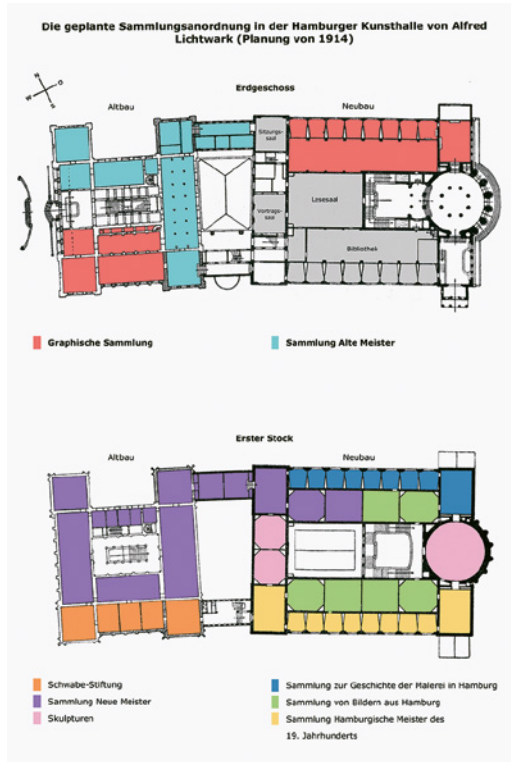 Die geplante Sammlungsanordnung in der Hamburger Kunsthalle von Alfred
Lichtwark (Planung von 1914)
N
O
S
W
Erdgeschoss
Altbau
Neubau
Sitzungs-
saal
Lesesaal
Vortrags-
saal
Bibliothek
Graphische Sammlung
Sammlung Alte Meister
Erster Stock
Altbau
Neubau
Schwabe-Stiftung
Sammlung Neue Meister
Skulpturen
Sammlung zur Geschichte der Malerei in Hamburg
Sammlung von Bildern aus Hamburg
Sammlung Hamburgische Meister des
19. Jahrhunderts